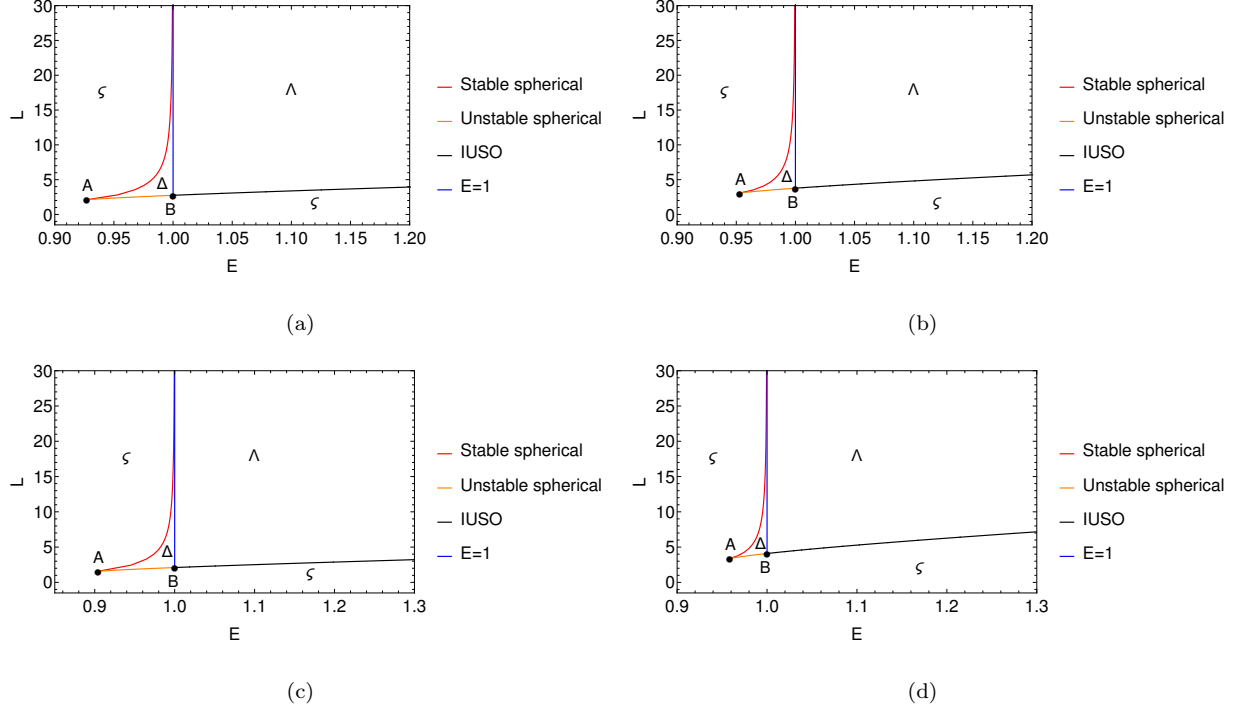 30
25
20
15
10
5
0
L
ς
Λ
A
Δ
B
ς
0.90 0.95 1.00 1.05 1.10 1.15 1.20
E
Stable spherical
Unstable spherical
IUSO
E=1
(a)
30
25
20
15
10
5
0
L
ς
Λ
A
Δ
B
ς
0.90 0.95 1.00 1.05 1.10 1.15 1.20
E
Stable spherical
Unstable spherical
IUSO
E=1
(b)
30
25
20
15
10
5
0
L
ς
Λ
A
Δ
B
ς
0.9 1.0 1.1 1.2 1.3
E
Stable spherical
Unstable spherical
IUSO
E=1
(c)
30
25
20
15
10
5
0
L
ς
Λ
A
Δ
B
ς
0.9 1.0 1.1 1.2 1.3
E
Stable spherical
Unstable spherical
IUSO
E=1
(d)